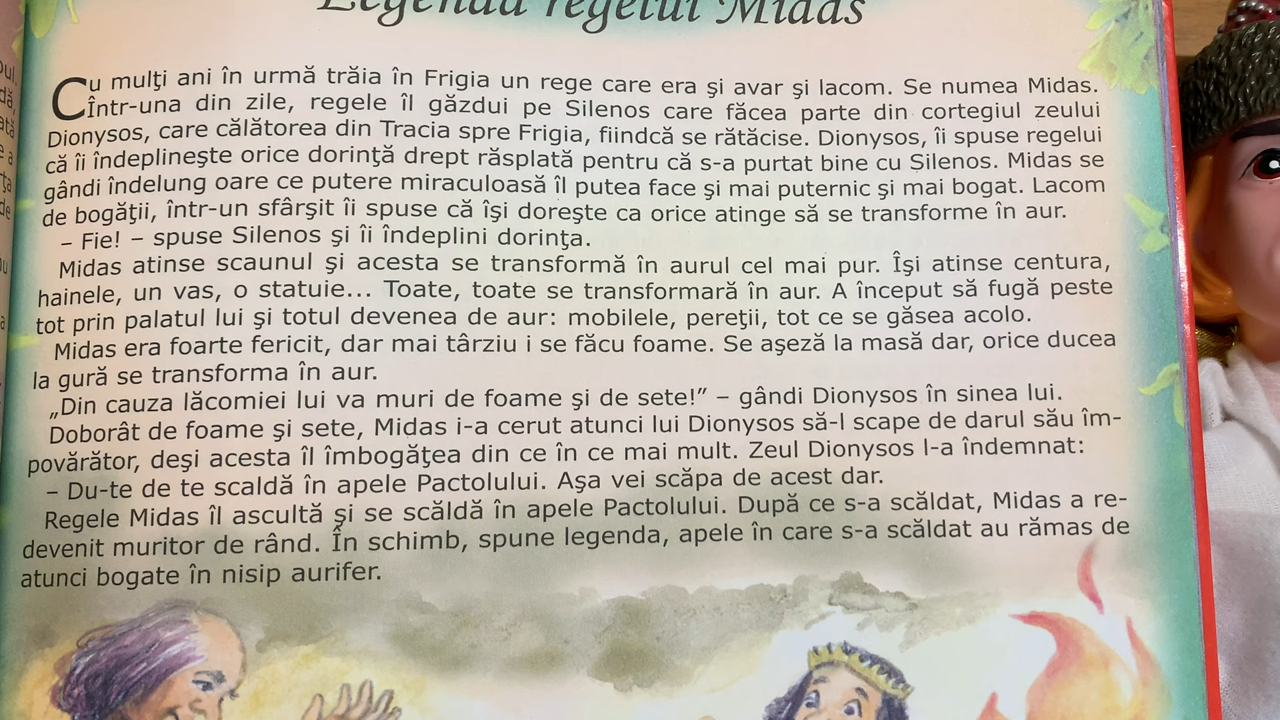 Legenda regelui Midas
Cu mulţi ani în urmă trăia în Frigia un rege care era şi avar şi lacom. Se numea Midas.
Într-una din zile, regele îl găzdui pe Silenos care făcea parte din cortegiul zeului
Dionysos, care călătorea din Tracia spre Frigia, fiindcă se rătăcise. Dionysos, îi spuse regelui
că îi îndeplineşte orice dorinţă drept răsplată pentru că s-a purtat bine cu Silenos. Midas se
gândi îndelung oare ce putere miraculoasă îl putea face şi mai puternic şi mai bogat. Lacom
de bogăţii, într-un sfârşit îi spuse că îşi doreşte ca orice atinge să se transforme în aur.
– Fie! – spuse Silenos şi îi îndeplini dorinţa.
Midas atinse scaunul şi acesta se transformă în aurul cel mai pur. Îşi atinse centura,
hainele, un vas, o statuie... Toate, toate se transformară în aur. A început să fugă peste
tot prin palatul lui şi totul devenea de aur: mobilele, pereţii, tot ce se găsea acolo.
Midas era foarte fericit, dar mai târziu i se făcu foame. Se aşeză la masă dar, orice ducea
la gură se transforma în aur.
„Din cauza lăcomiei lui va muri de foame şi de sete!” – gândi Dionysos în sinea lui.
Doborât de foame şi sete, Midas i-a cerut atunci lui Dionysos să-l scape de darul său îm-
povărător, deşi acesta îl îmbogăţea din ce în ce mai mult. Zeul Dionysos l-a îndemnat:
– Du-te de te scaldă în apele Pactolului. Aşa vei scăpa de acest dar.
Regele Midas îl ascultă şi se scăldă în apele Pactolului. După ce s-a scăldat, Midas a re-
devenit muritor de rând. În schimb, spune legenda, apele în care s-a scăldat au rămas de
atunci bogate în nisip aurifer.